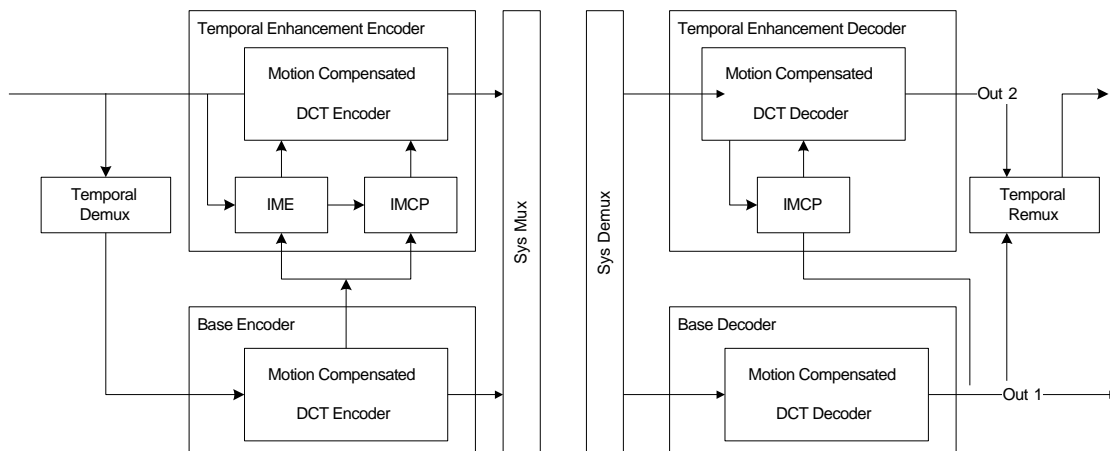 Temporal Enhancement Encoder
Motion Compensated
DCT Encoder
Temporal
Demux
IME
IMCP
Base Encoder
Motion Compensated
DCT Encoder
Sys Mux
Sys Demux
Temporal Enhancement Decoder
Motion Compensated
DCT Decoder
Out 2
IMCP
Temporal
Remux
Base Decoder
Motion Compensated
DCT Decoder
Out 1